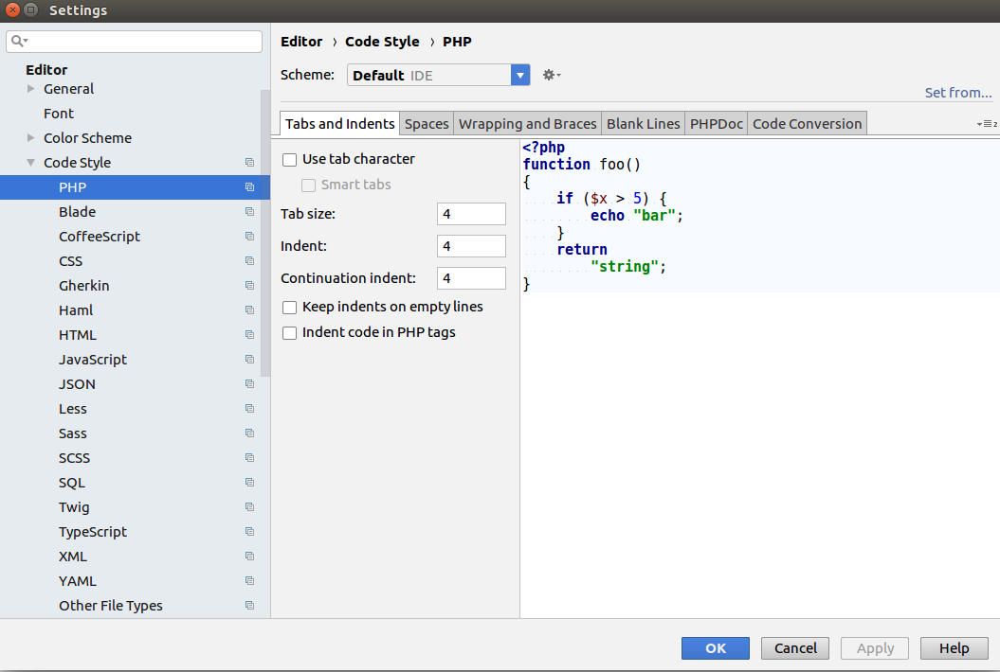 Settings
Editor
General
Font
Color Scheme
Code Style
PHP
Blade
CoffeeScript
CSS
Gherkin
Haml
HTML
JavaScript
JSON
Less
Sass
SCSS
SQL
Twig
TypeScript
XML
YAML
Other File Types
Editor › Code Style › PHP
Scheme: Default IDE
Set from...
Tabs and Indents Spaces Wrapping and Braces Blank Lines PHPDoc Code Conversion
2
Use tab character
Smart tabs
Tab size: 4
Indent: 4
Continuation indent: 4
Keep indents on empty lines
Indent code in PHP tags
<?php
function foo()
{
    if ($x > 5) {
        echo "bar";
    }
    return
        "string";
}
OK Cancel Apply Help